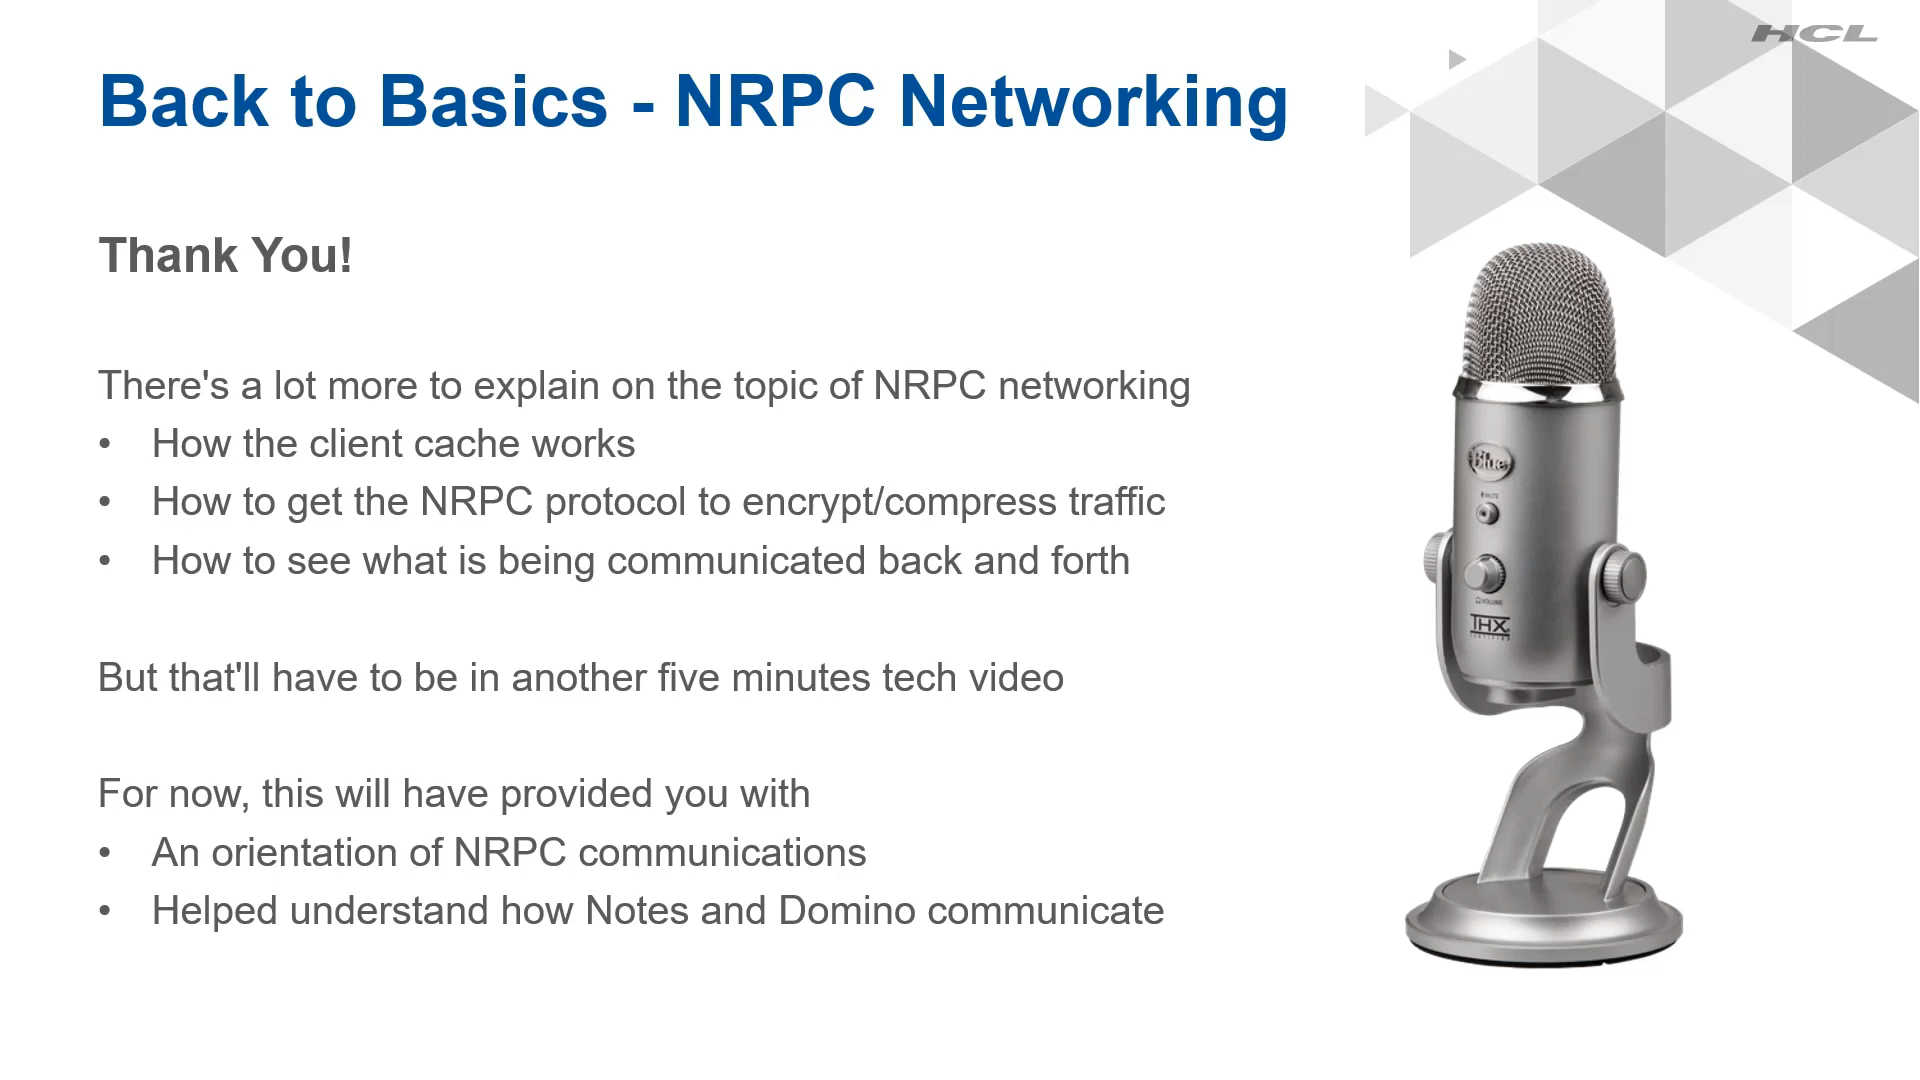 HCL
Back to Basics - NRPC Networking
Thank You!
There's a lot more to explain on the topic of NRPC networking
• How the client cache works
• How to get the NRPC protocol to encrypt/compress traffic
• How to see what is being communicated back and forth
But that'll have to be in another five minutes tech video
For now, this will have provided you with
• An orientation of NRPC communications
• Helped understand how Notes and Domino communicate
Blue
MUTE
VOLUME
THX
CERTIFIED